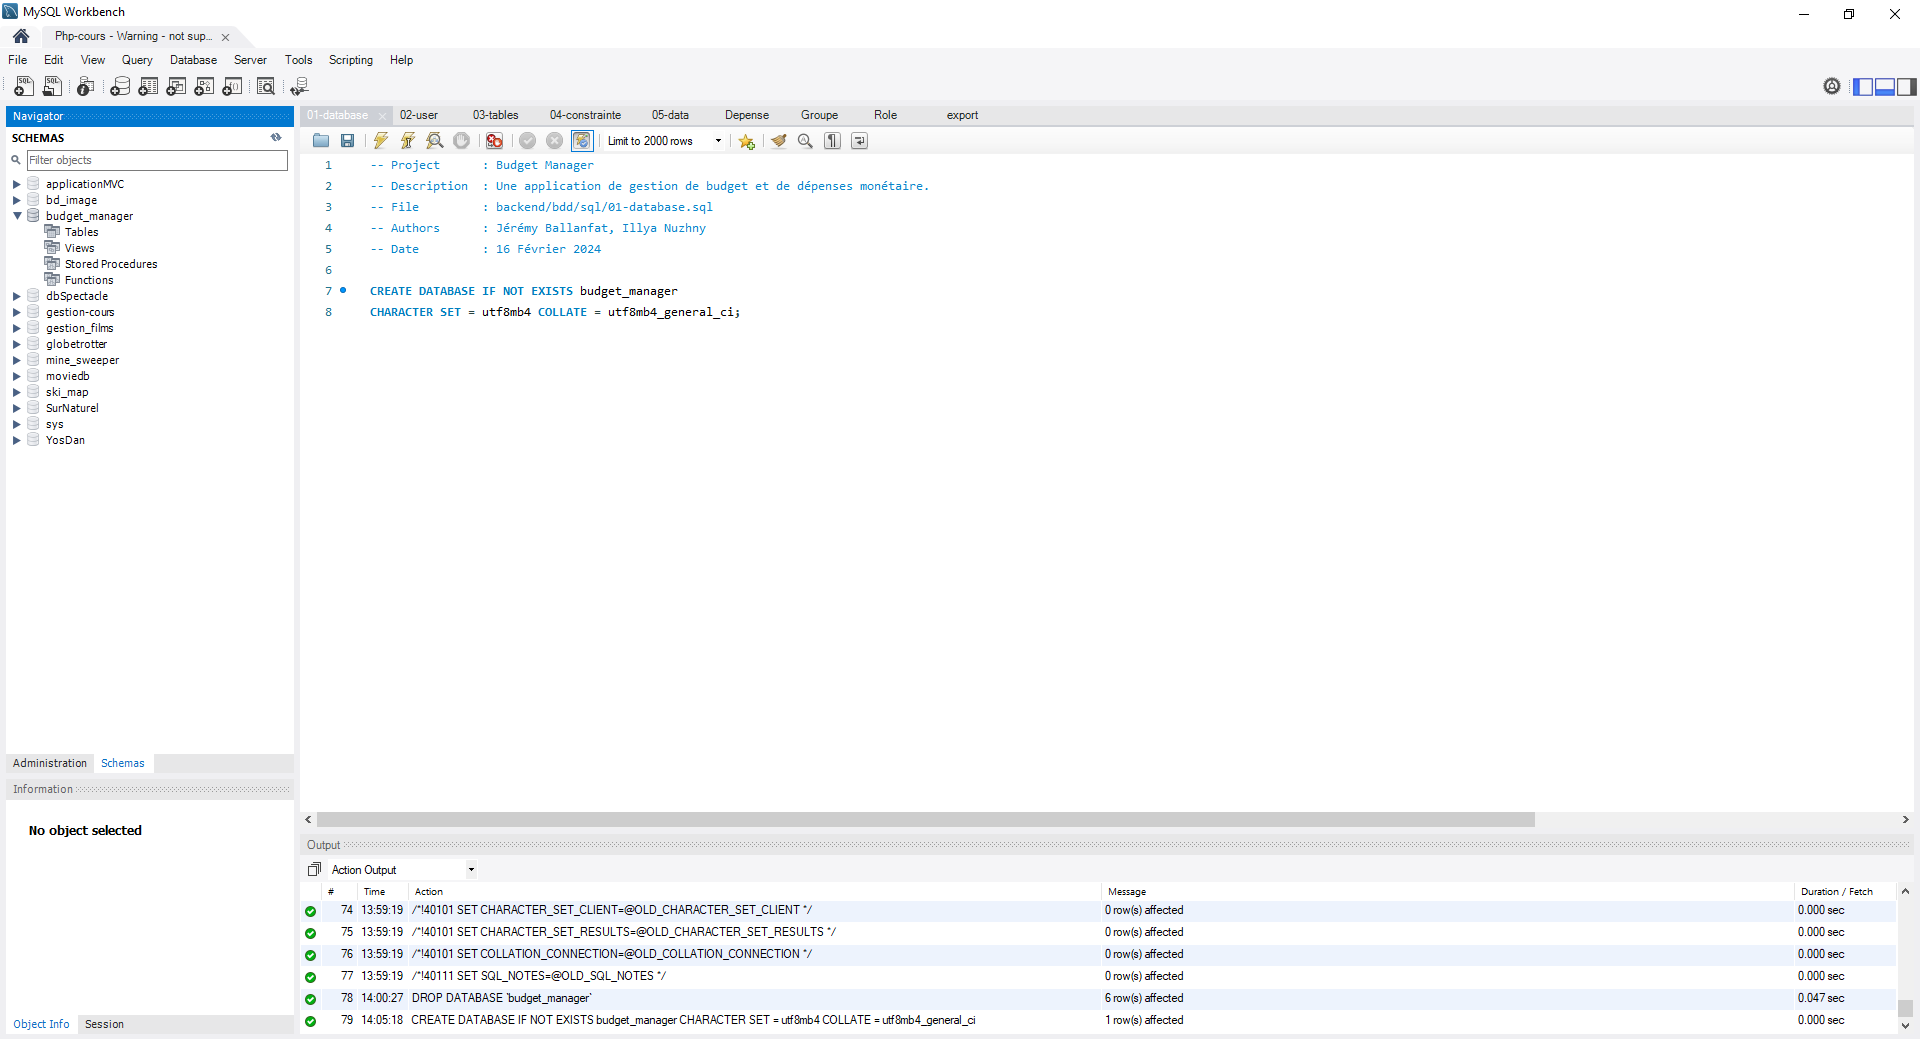 MySQL Workbench
Php-cours - Warning - not sup...
File Edit View Query Database Server Tools Scripting Help
Navigator
SCHEMAS
Filter objects
applicationMVC
bd_image
budget_manager
Tables
Views
Stored Procedures
Functions
dbSpectacle
gestion-cours
gestion_films
globetrotter
mine_sweeper
moviedb
ski_map
SurNaturel
sys
YosDan
Administration Schemas
Information
No object selected
Object Info Session
01-database 02-user 03-tables 04-constrainte 05-data Depense Groupe Role export
Limit to 2000 rows
1 -- Project : Budget Manager
2 -- Description : Une application de gestion de budget et de dépenses monétaire.
3 -- File : backend/bdd/sql/01-database.sql
4 -- Authors : Jérémy Ballanfat, Illya Nuzhny
5 -- Date : 16 Février 2024
6
7 CREATE DATABASE IF NOT EXISTS budget_manager
8 CHARACTER SET = utf8mb4 COLLATE = utf8mb4_general_ci;
Output
Action Output
# Time Action Message Duration / Fetch
74 13:59:19 /*!40101 SET CHARACTER_SET_CLIENT=@OLD_CHARACTER_SET_CLIENT */ 0 row(s) affected 0.000 sec
75 13:59:19 /*!40101 SET CHARACTER_SET_RESULTS=@OLD_CHARACTER_SET_RESULTS */ 0 row(s) affected 0.000 sec
76 13:59:19 /*!40101 SET COLLATION_CONNECTION=@OLD_COLLATION_CONNECTION */ 0 row(s) affected 0.000 sec
77 13:59:19 /*!40111 SET SQL_NOTES=@OLD_SQL_NOTES */ 0 row(s) affected 0.000 sec
78 14:00:27 DROP DATABASE `budget_manager` 6 row(s) affected 0.047 sec
79 14:05:18 CREATE DATABASE IF NOT EXISTS budget_manager CHARACTER SET = utf8mb4 COLLATE = utf8mb4_general_ci 1 row(s) affected 0.000 sec